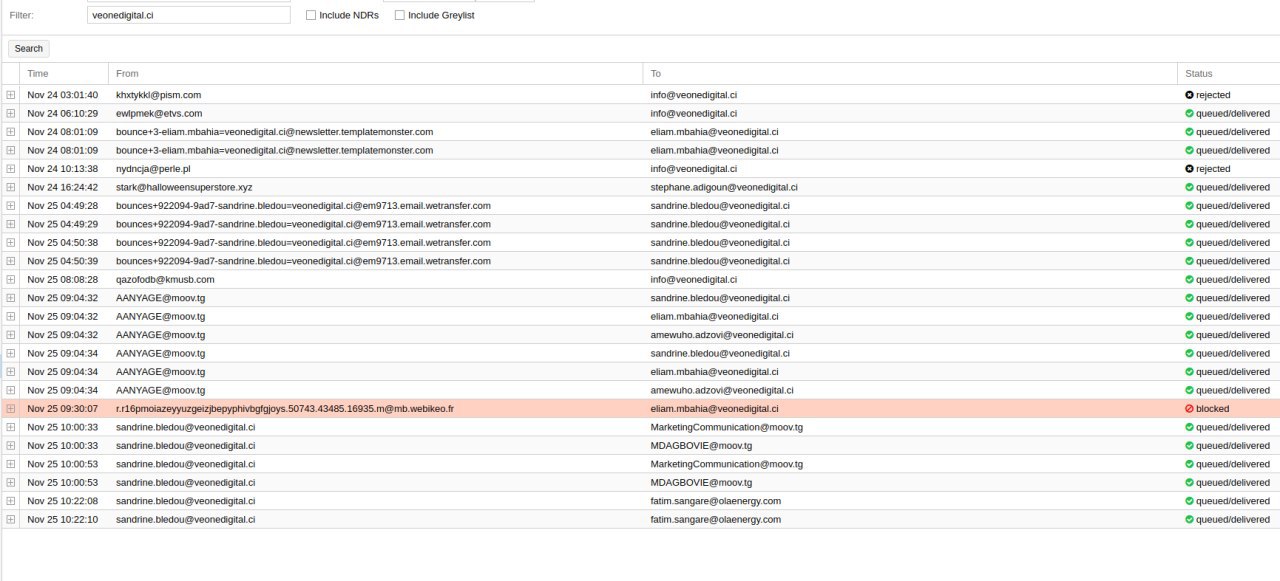 Filter: veonedigital.ci Include NDRs Include Greylist
Search
Time From To Status
Nov 24 03:01:40 khxtykkl@pism.com info@veonedigital.ci rejected
Nov 24 06:10:29 ewlpmek@etvs.com info@veonedigital.ci queued/delivered
Nov 24 08:01:09 bounce+3-eliam.mbahia=veonedigital.ci@newsletter.templatemonster.com eliam.mbahia@veonedigital.ci queued/delivered
Nov 24 08:01:09 bounce+3-eliam.mbahia=veonedigital.ci@newsletter.templatemonster.com eliam.mbahia@veonedigital.ci queued/delivered
Nov 24 10:13:38 nydncja@perle.pl info@veonedigital.ci rejected
Nov 24 16:24:42 stark@halloweensuperstore.xyz stephane.adigoun@veonedigital.ci queued/delivered
Nov 25 04:49:28 bounces+922094-9ad7-sandrine.bledou=veonedigital.ci@em9713.email.wetransfer.com sandrine.bledou@veonedigital.ci queued/delivered
Nov 25 04:49:29 bounces+922094-9ad7-sandrine.bledou=veonedigital.ci@em9713.email.wetransfer.com sandrine.bledou@veonedigital.ci queued/delivered
Nov 25 04:50:38 bounces+922094-9ad7-sandrine.bledou=veonedigital.ci@em9713.email.wetransfer.com sandrine.bledou@veonedigital.ci queued/delivered
Nov 25 04:50:39 bounces+922094-9ad7-sandrine.bledou=veonedigital.ci@em9713.email.wetransfer.com sandrine.bledou@veonedigital.ci queued/delivered
Nov 25 08:08:28 qazofodb@kmusb.com info@veonedigital.ci queued/delivered
Nov 25 09:04:32 AANYAGE@moov.tg sandrine.bledou@veonedigital.ci queued/delivered
Nov 25 09:04:32 AANYAGE@moov.tg eliam.mbahia@veonedigital.ci queued/delivered
Nov 25 09:04:32 AANYAGE@moov.tg amewuho.adzovi@veonedigital.ci queued/delivered
Nov 25 09:04:34 AANYAGE@moov.tg sandrine.bledou@veonedigital.ci queued/delivered
Nov 25 09:04:34 AANYAGE@moov.tg eliam.mbahia@veonedigital.ci queued/delivered
Nov 25 09:04:34 AANYAGE@moov.tg amewuho.adzovi@veonedigital.ci queued/delivered
Nov 25 09:30:07 r.r16pmoiazeyyuzgeizjbepyphivbgfgjoys.50743.43485.16935.m@mb.webikeo.fr eliam.mbahia@veonedigital.ci blocked
Nov 25 10:00:33 sandrine.bledou@veonedigital.ci MarketingCommunication@moov.tg queued/delivered
Nov 25 10:00:33 sandrine.bledou@veonedigital.ci MDAGBOVIE@moov.tg queued/delivered
Nov 25 10:00:53 sandrine.bledou@veonedigital.ci MarketingCommunication@moov.tg queued/delivered
Nov 25 10:00:53 sandrine.bledou@veonedigital.ci MDAGBOVIE@moov.tg queued/delivered
Nov 25 10:22:08 sandrine.bledou@veonedigital.ci fatim.sangare@olaenergy.com queued/delivered
Nov 25 10:22:10 sandrine.bledou@veonedigital.ci fatim.sangare@olaenergy.com queued/delivered